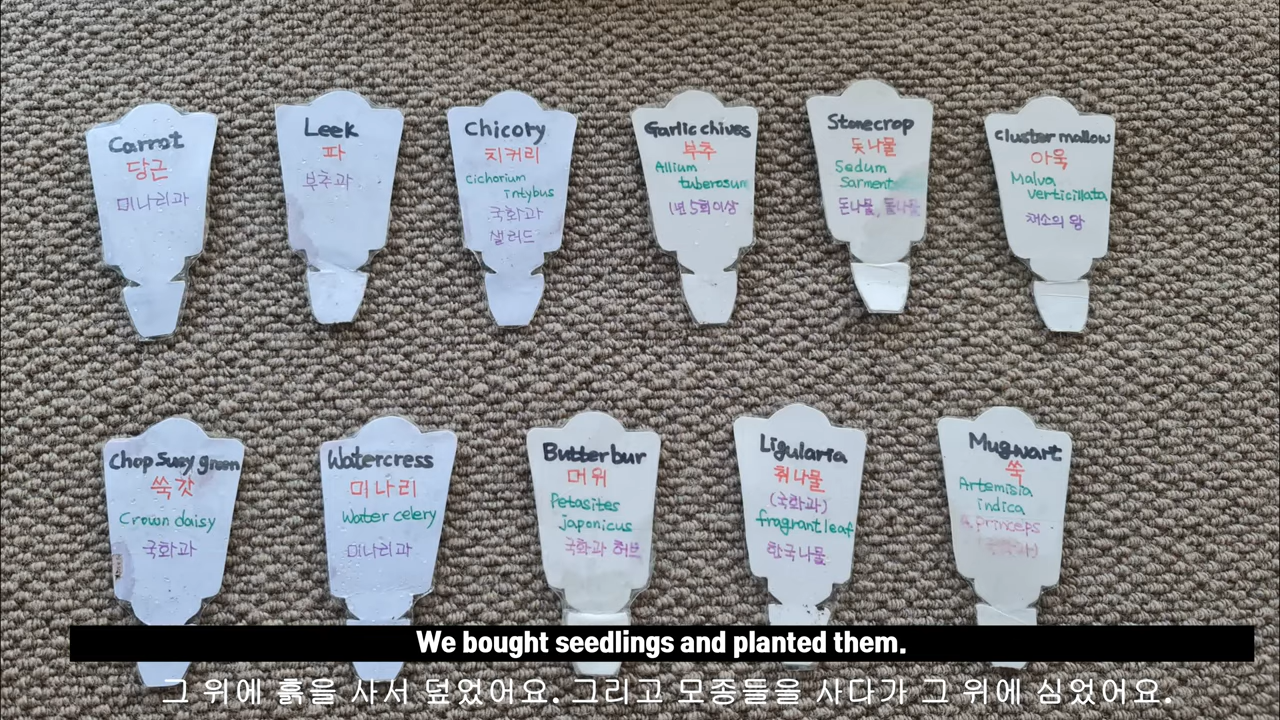 Carrot
당근
미나리과
Leek
파
부추과
Chicory
치커리
cichorium
intybus
국화과
샐러드
Garlic chives
부추
Allium
tuberosum
1년 5회 이상
Stonecrop
돗나물
Sedum
Sarment
돈나물, 돌나물
cluster mallow
아욱
Malva
verticillata
채소의 왕
Chop Suey green
쑥갓
Crown daisy
국화과
Watercress
미나리
Water celery
미나리과
Butterbur
머위
Petasites
japonicus
국화과 허브
Ligularia
취나물
(국화과)
fragrant leaf
한국나물
Mugwart
쑥
Artemisia
indica
A. princeps
(국화과)
We bought seedlings and planted them.
그 위에 흙을 사서 덮었어요. 그리고 모종들을 사다가 그 위에 심었어요.